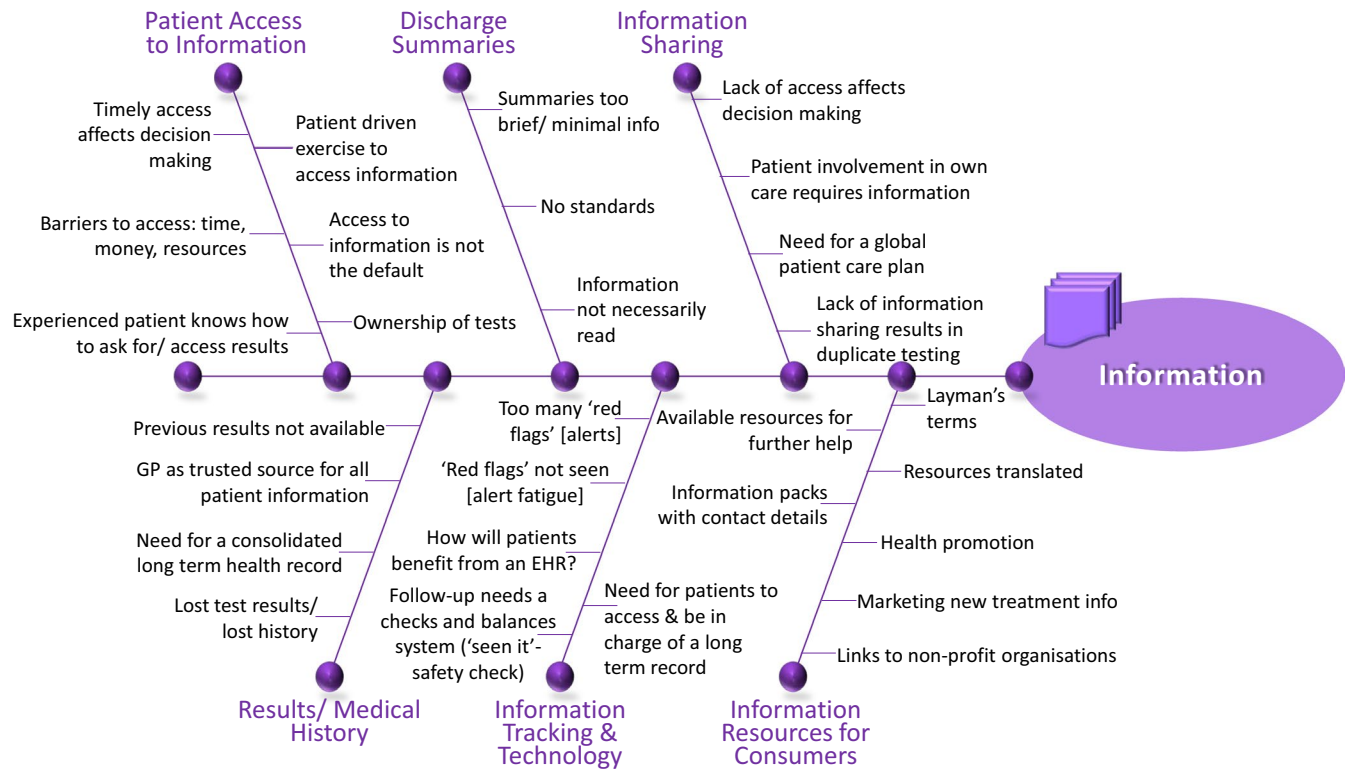 Patient Access
to Information
Discharge
Summaries
Information
Sharing
Timely access
affects decision
making
Patient driven
exercise to
access information
Barriers to access: time,
money, resources
Access to
information is not
the default
Experienced patient knows how
to ask for/ access results
Ownership of tests
Summaries too
brief/ minimal info
No standards
Information
not necessarily
read
Lack of access affects
decision making
Patient involvement in own
care requires information
Need for a global
patient care plan
Lack of information
sharing results in
duplicate testing
Information
Previous results not available
GP as trusted source for all
patient information
Need for a consolidated
long term health record
Lost test results/
lost history
Too many ‘red
flags’ [alerts]
‘Red flags’ not seen
[alert fatigue]
How will patients
benefit from an EHR?
Follow-up needs a
checks and balances
system (‘seen it’-
safety check)
Need for patients to
access & be in
charge of a long
term record
Available resources for
further help
Information packs
with contact details
Layman’s
terms
Resources translated
Health promotion
Marketing new treatment info
Links to non-profit organisations
Results/ Medical
History
Information
Tracking &
Technology
Information
Resources for
Consumers